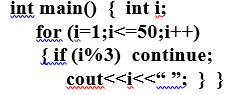 int main()  { int i;
for (i=1;i<=50;i++)
{ if (i%3)  continue;
cout<<i<<“ ”;  }  }